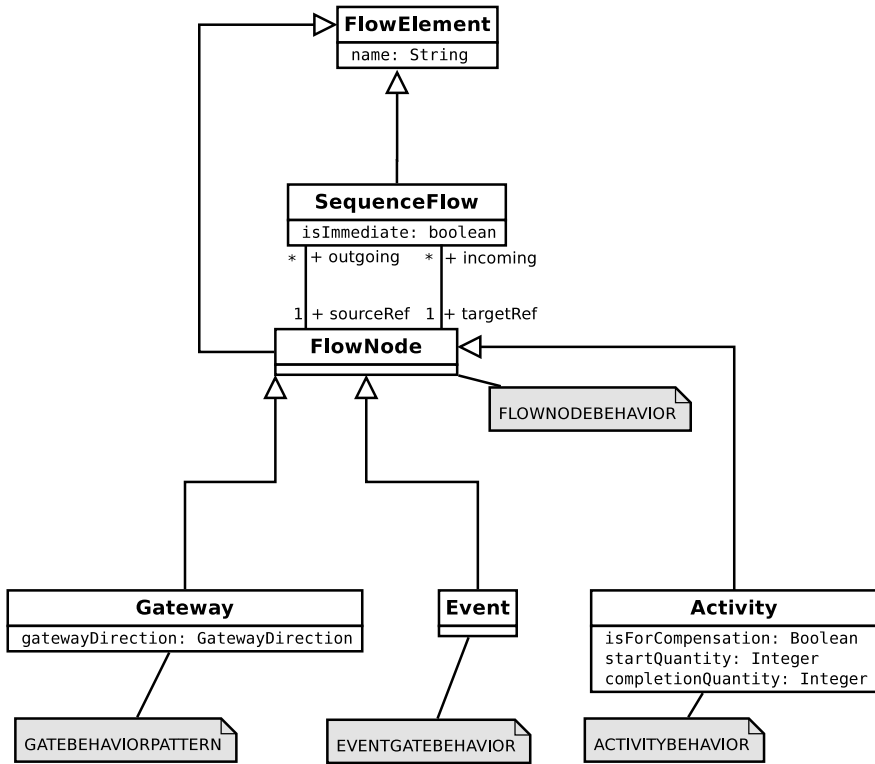 FlowElement
name: String
SequenceFlow
isImmediate: boolean
* + outgoing * + incoming
1 + sourceRef 1 + targetRef
FlowNode
FLOWNODEBEHAVIOR
Gateway
gatewayDirection: GatewayDirection
Event
Activity
isForCompensation: Boolean
startQuantity: Integer
completionQuantity: Integer
GATEBEHAVIORPATTERN
EVENTGATEBEHAVIOR
ACTIVITYBEHAVIOR